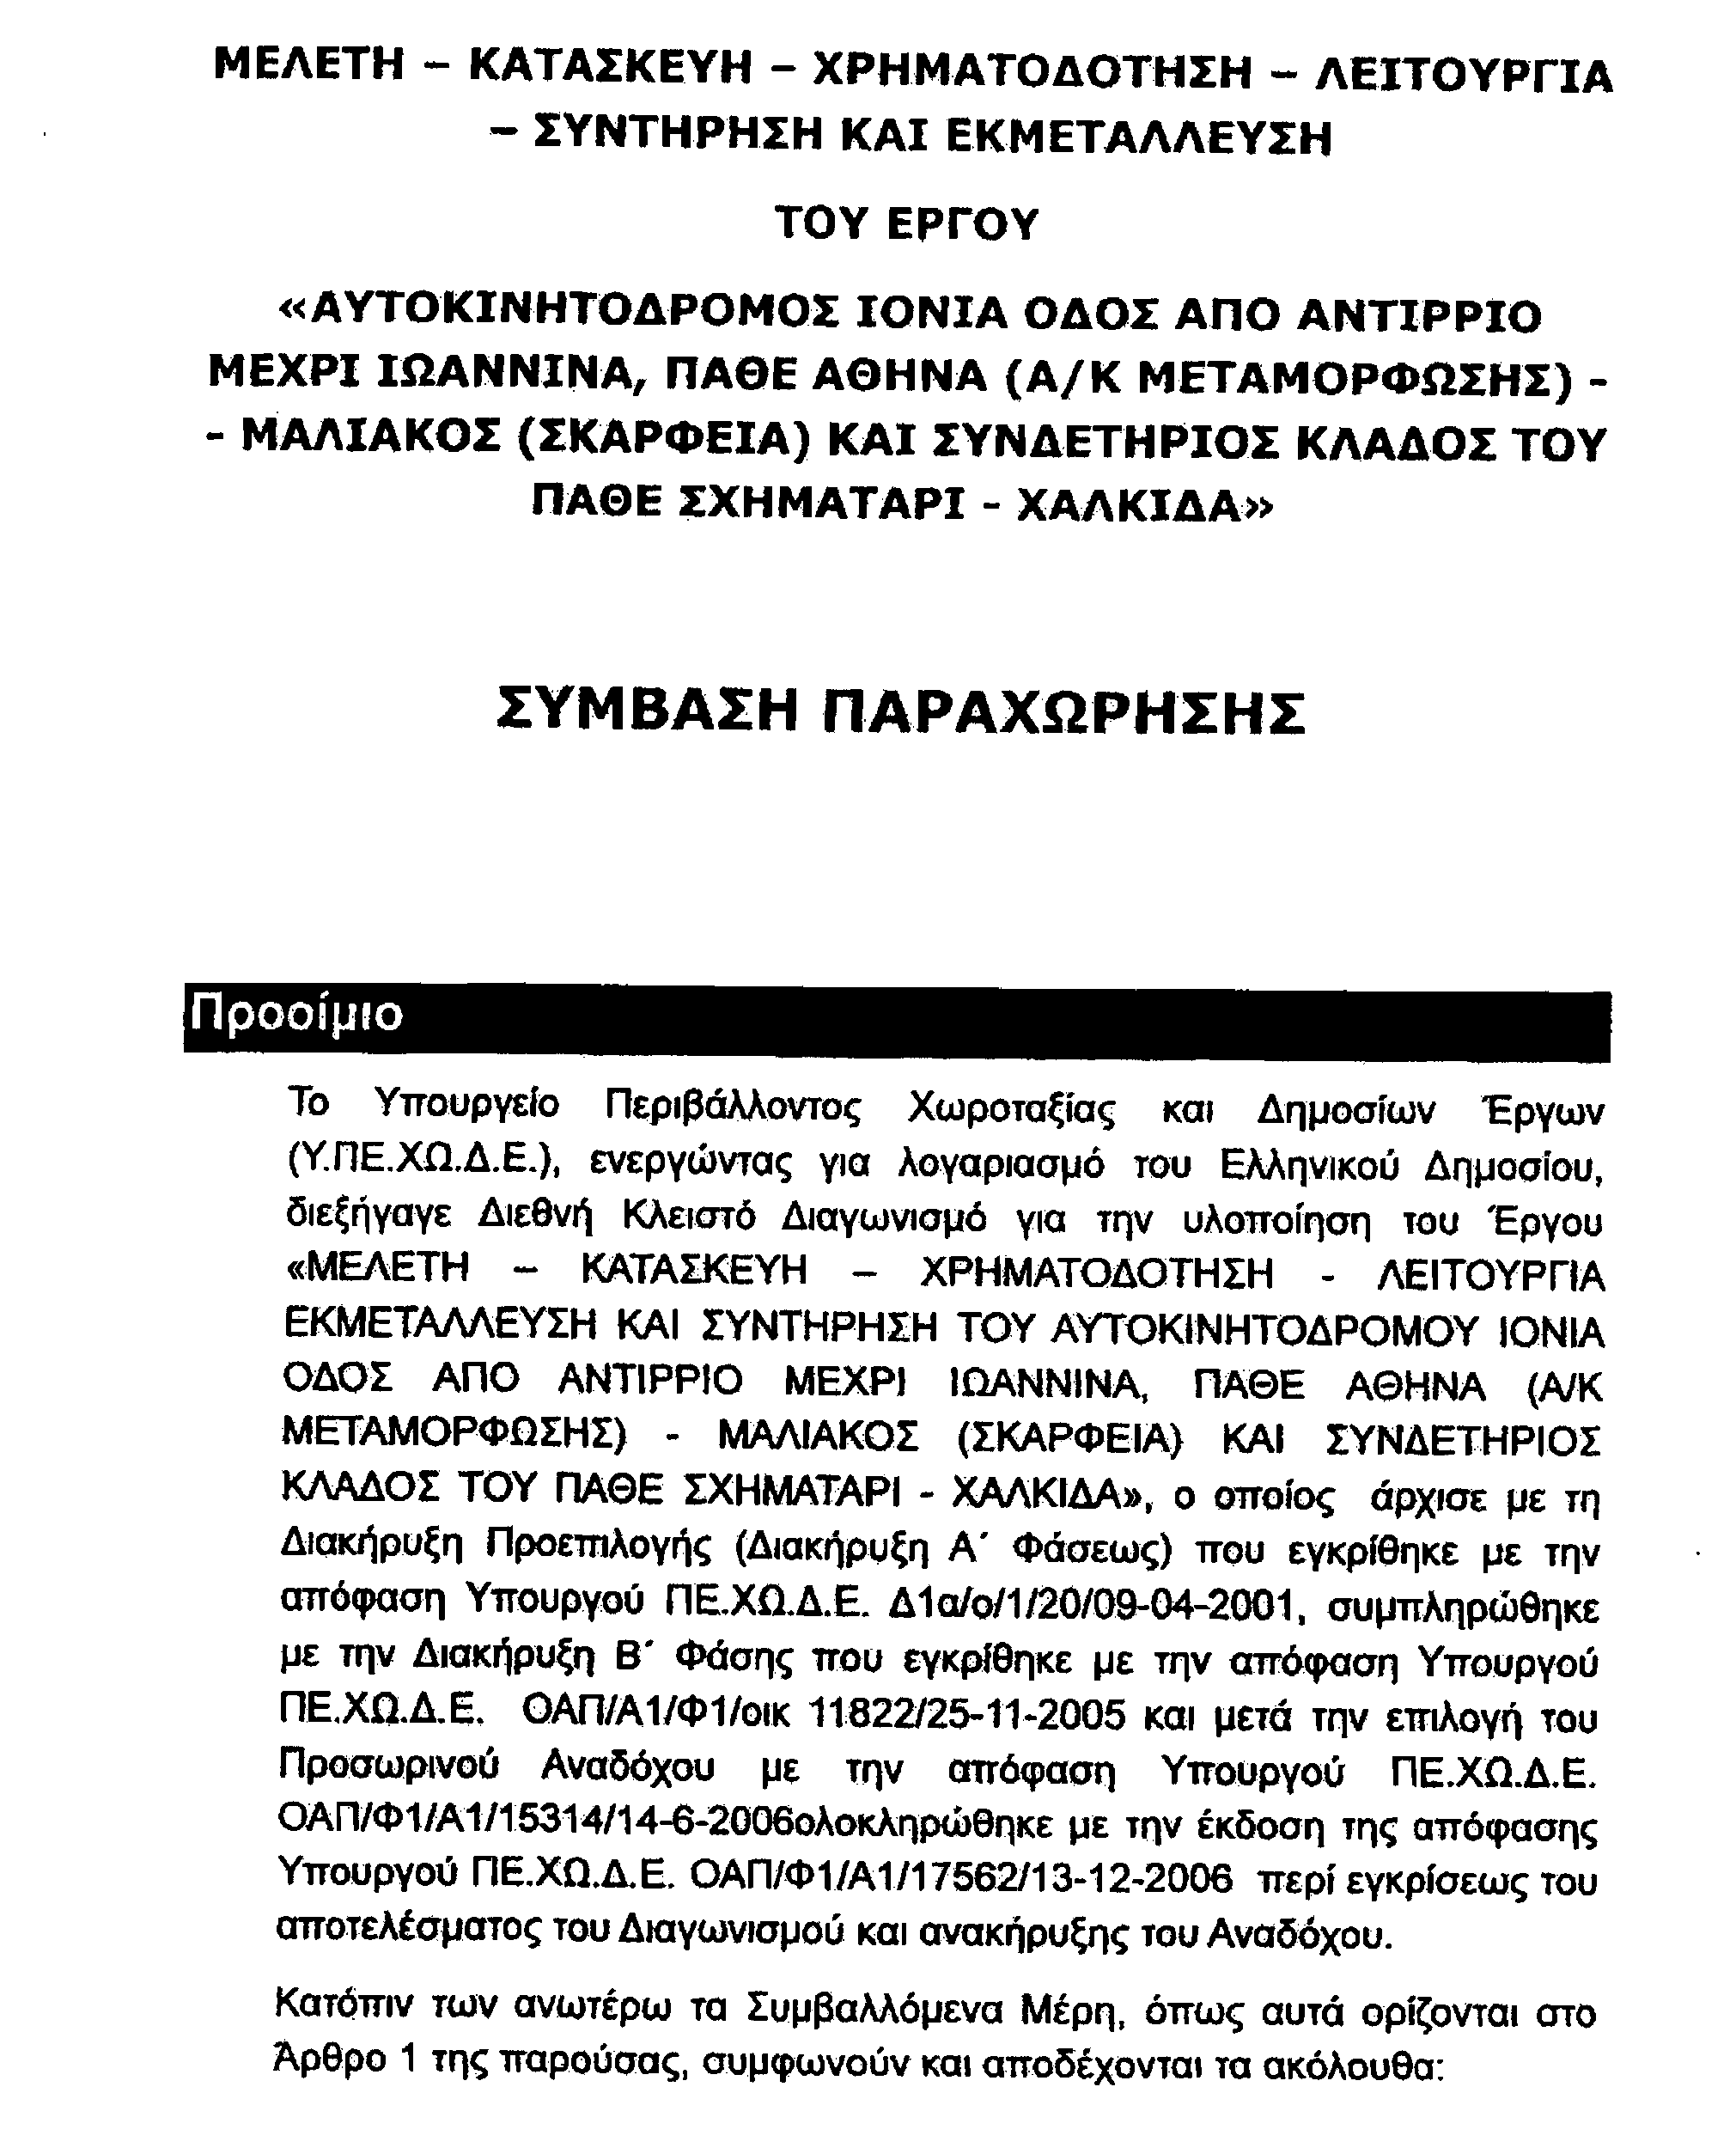 ΜΕΛΕΤΗ – ΚΑΤΑΣΚΕΥΗ – ΧΡΗΜΑΤΟΔΟΤΗΣΗ – ΛΕΙΤΟΥΡΓΙΑ
– ΣΥΝΤΗΡΗΣΗ ΚΑΙ ΕΚΜΕΤΑΛΛΕΥΣΗ
ΤΟΥ ΕΡΓΟΥ
«ΑΥΤΟΚΙΝΗΤΟΔΡΟΜΟΣ ΙΟΝΙΑ ΟΔΟΣ ΑΠΟ ΑΝΤΙΡΡΙΟ
ΜΕΧΡΙ ΙΩΑΝΝΙΝΑ, ΠΑΘΕ ΑΘΗΝΑ (Α/Κ ΜΕΤΑΜΟΡΦΩΣΗΣ) -
- ΜΑΛΙΑΚΟΣ (ΣΚΑΡΦΕΙΑ) ΚΑΙ ΣΥΝΔΕΤΗΡΙΟΣ ΚΛΑΔΟΣ ΤΟΥ
ΠΑΘΕ ΣΧΗΜΑΤΑΡΙ - ΧΑΛΚΙΔΑ»
ΣΥΜΒΑΣΗ ΠΑΡΑΧΩΡΗΣΗΣ
Προοίμιο
Το Υπουργείο Περιβάλλοντος Χωροταξίας και Δημοσίων Έργων
(Υ.ΠΕ.ΧΩ.Δ.Ε.), ενεργώντας για λογαριασμό του Ελληνικού Δημοσίου,
διεξήγαγε Διεθνή Κλειστό Διαγωνισμό για την υλοποίηση του Έργου
«ΜΕΛΕΤΗ – ΚΑΤΑΣΚΕΥΗ – ΧΡΗΜΑΤΟΔΟΤΗΣΗ - ΛΕΙΤΟΥΡΓΙΑ
ΕΚΜΕΤΑΛΛΕΥΣΗ ΚΑΙ ΣΥΝΤΗΡΗΣΗ ΤΟΥ ΑΥΤΟΚΙΝΗΤΟΔΡΟΜΟΥ ΙΟΝΙΑ
ΟΔΟΣ ΑΠΟ ΑΝΤΙΡΡΙΟ ΜΕΧΡΙ ΙΩΑΝΝΙΝΑ, ΠΑΘΕ ΑΘΗΝΑ (Α/Κ
ΜΕΤΑΜΟΡΦΩΣΗΣ) - ΜΑΛΙΑΚΟΣ (ΣΚΑΡΦΕΙΑ) ΚΑΙ ΣΥΝΔΕΤΗΡΙΟΣ
ΚΛΑΔΟΣ ΤΟΥ ΠΑΘΕ ΣΧΗΜΑΤΑΡΙ - ΧΑΛΚΙΔΑ», ο οποίος άρχισε με τη
Διακήρυξη Προεπιλογής (Διακήρυξη Α΄ Φάσεως) που εγκρίθηκε με την
απόφαση Υπουργού ΠΕ.ΧΩ.Δ.Ε. Δ1α/ο/1/20/09-04-2001, συμπληρώθηκε
με την Διακήρυξη Β΄ Φάσης που εγκρίθηκε με την απόφαση Υπουργού
ΠΕ.ΧΩ.Δ.Ε. ΟΑΠ/Α1/Φ1/οικ 11822/25-11-2005 και μετά την επιλογή του
Προσωρινού Αναδόχου με την απόφαση Υπουργού ΠΕ.ΧΩ.Δ.Ε.
ΟΑΠ/Φ1/Α1/15314/14-6-2006ολοκληρώθηκε με την έκδοση της απόφασης
Υπουργού ΠΕ.ΧΩ.Δ.Ε. ΟΑΠ/Φ1/Α1/17562/13-12-2006 περί εγκρίσεως του
αποτελέσματος του Διαγωνισμού και ανακήρυξης του Αναδόχου.
Κατόπιν των ανωτέρω τα Συμβαλλόμενα Μέρη, όπως αυτά ορίζονται στο
Άρθρο 1 της παρούσας, συμφωνούν και αποδέχονται τα ακόλουθα: